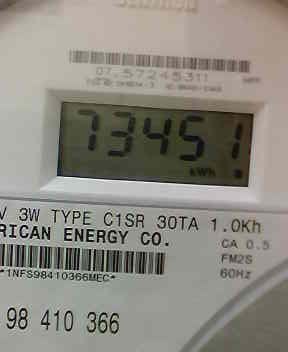 07.57245311
73451
kWh
V 3W TYPE C1SR 30TA 1.0Kh
RICAN ENERGY CO.
CA 0.5
FM2S
60Hz
*1NFS98410366MEC*
98 410 366